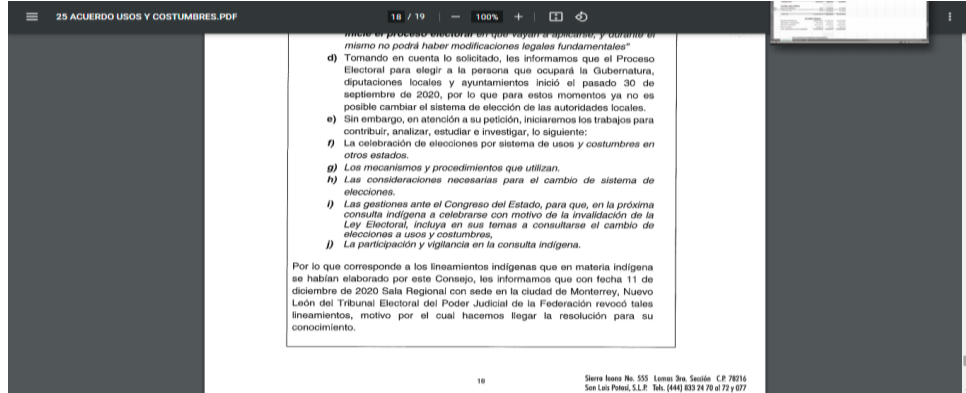 25 ACUERDO USOS Y COSTUMBRES.PDF
18 / 19
100%
inicie el proceso electoral en que vayan a aplicarse, y durante el
mismo no podrá haber modificaciones legales fundamentales"
d) Tomando en cuenta lo solicitado, les informamos que el Proceso
Electoral para elegir a la persona que ocupará la Gubernatura,
diputaciones locales y ayuntamientos inició el pasado 30 de
septiembre de 2020, por lo que para estos momentos ya no es
posible cambiar el sistema de elección de las autoridades locales.
e) Sin embargo, en atención a su petición, iniciaremos los trabajos para
contribuir, analizar, estudiar e investigar, lo siguiente:
f) La celebración de elecciones por sistema de usos y costumbres en
otros estados.
g) Los mecanismos y procedimientos que utilizan.
h) Las consideraciones necesarias para el cambio de sistema de
elecciones.
i) Las gestiones ante el Congreso del Estado, para que, en la próxima
consulta indígena a celebrarse con motivo de la invalidación de la
Ley Electoral, incluya en sus temas a consultarse el cambio de
elecciones a usos y costumbres,
j) La participación y vigilancia en la consulta indígena.
Por lo que corresponde a los lineamientos indígenas que en materia indígena
se habían elaborado por este Consejo, les informamos que con fecha 11 de
diciembre de 2020 Sala Regional con sede en la ciudad de Monterrey, Nuevo
León del Tribunal Electoral del Poder Judicial de la Federación revocó tales
lineamientos, motivo por el cual hacemos llegar la resolución para su
conocimiento.
18
Sierra Leona No. 555 Lomas 3ra. Sección C.P. 78216
San Luis Potosí, S.L.P. Tels. (444) 833 24 70 al 72 y 077